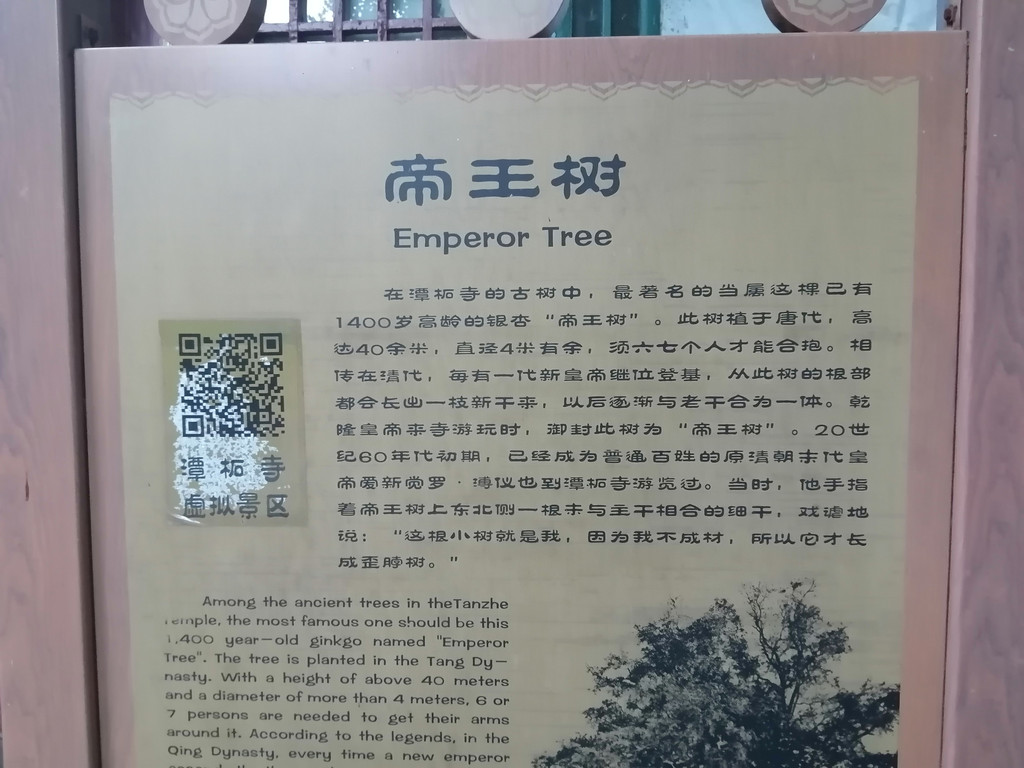 帝王树
Emperor Tree
在潭柘寺的古树中，最著名的当属这棵已有
1400岁高龄的银杏“帝王树”。此树植于唐代，高
达40余米，直径4米有余，须六七个人才能合抱。相
传在清代，每有一代新皇帝继位登基，从此树的根部
都会长出一枝新干来，以后逐渐与老干合为一体。乾
隆皇帝来寺游玩时，御封此树为“帝王树”。20世
纪60年代初期，已经成为普通百姓的原清朝末代皇
帝爱新觉罗·溥仪也到潭柘寺游览过。当时，他手指
着帝王树上东北侧一根未与主干相合的细干，戏谑地
说：“这根小树就是我，因为我不成材，所以它才长
成歪脖树。”
潭柘寺
虚拟景区
Among the ancient trees in theTanzhe
Temple, the most famous one should be this
1,400 year-old ginkgo named "Emperor
Tree". The tree is planted in the Tang Dy-
nasty. With a height of above 40 meters
and a diameter of more than 4 meters, 6 or
7 persons are needed to get their arms
around it. According to the legends, in the
Qing Dynasty, every time a new emperor